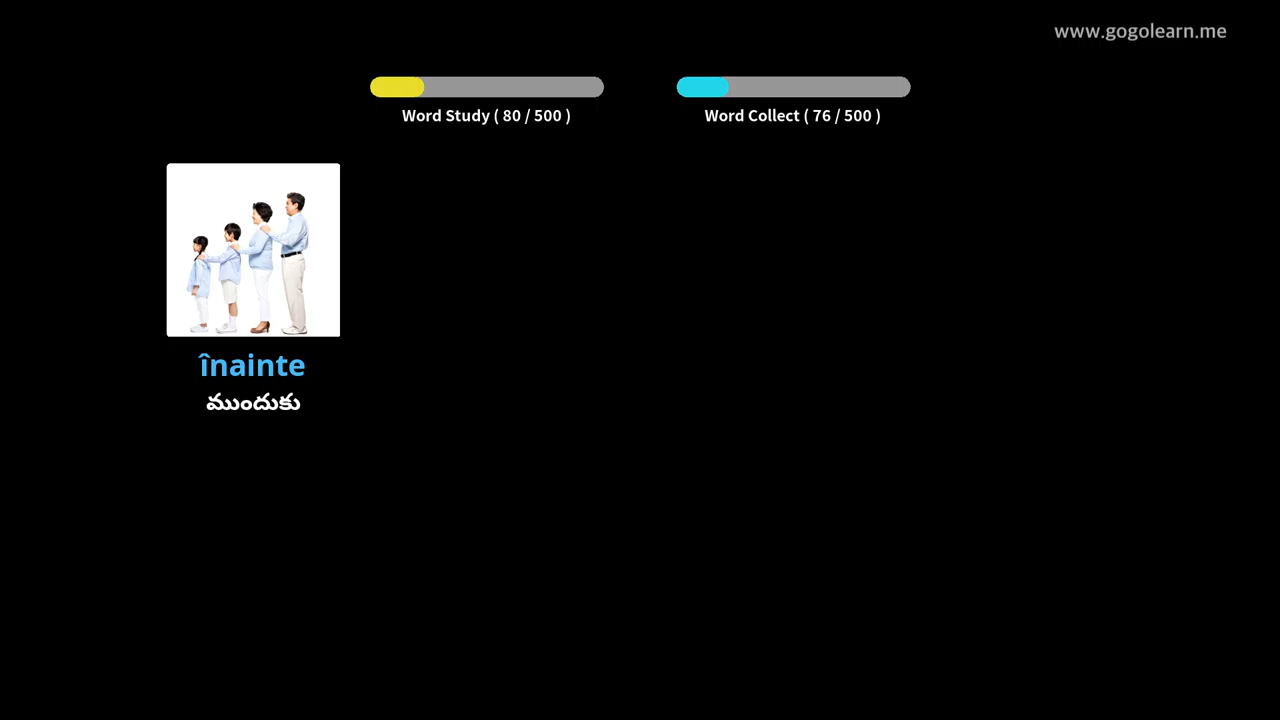 www.gogolearn.me
Word Study ( 80 / 500 )
Word Collect ( 76 / 500 )
înainte
ముందుకు